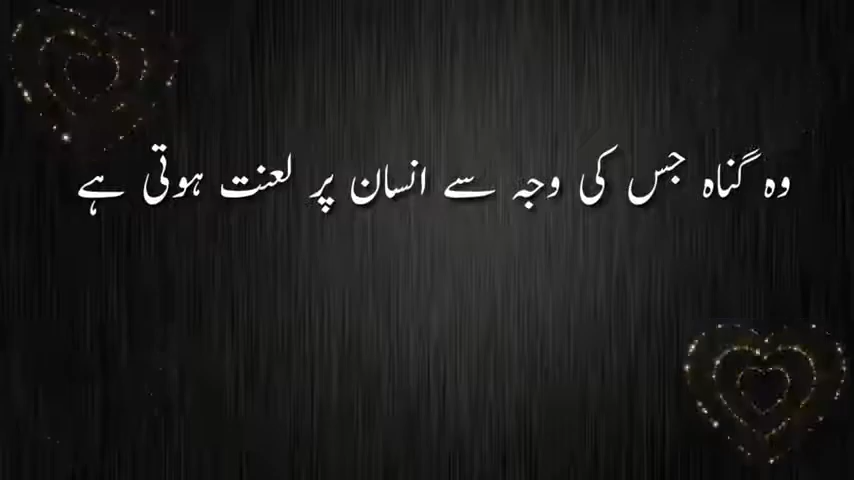 وہ گناہ جس کی وجہ سے انسان پر لعنت ہوتی ہے